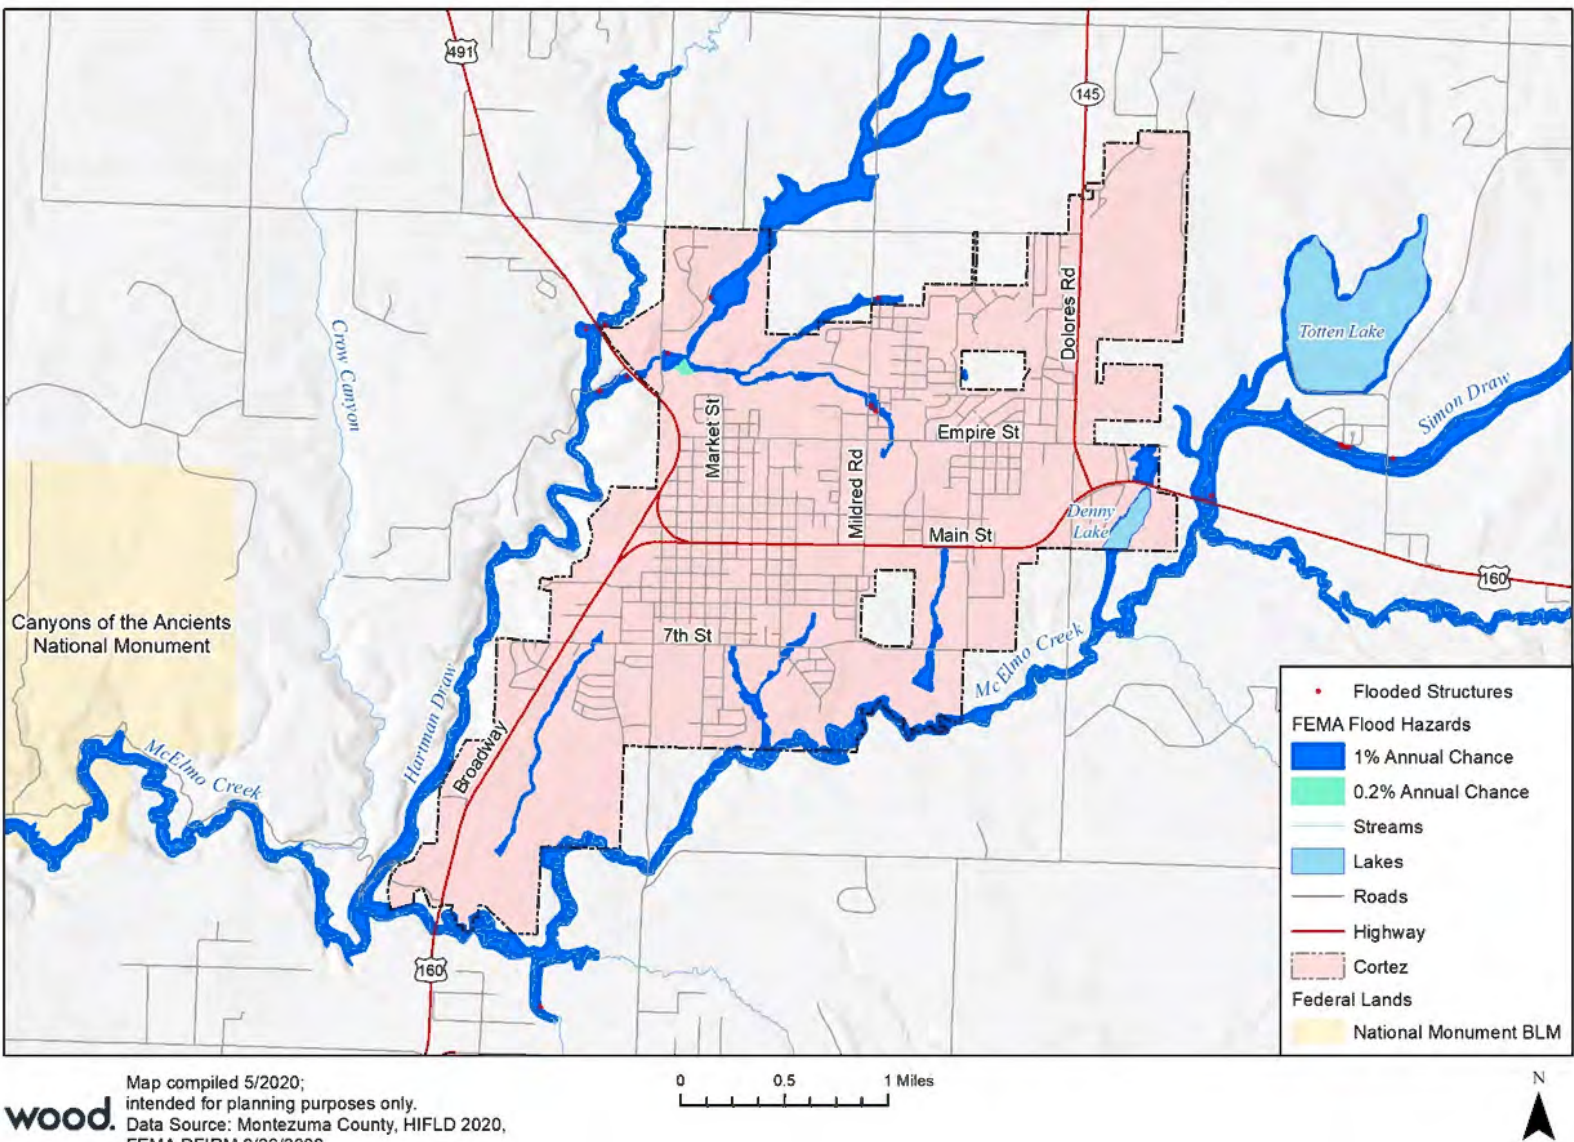 491
145
Dolores Rd
Totten Lake
Crow Canyon
Simon Draw
Market St
Empire St
Mildred Rd
Denny
Lake
Main St
160
Canyons of the Ancients
National Monument
7th St
McElmo Creek
Hartman Draw
Broadway
McElmo Creek
160
Flooded Structures
FEMA Flood Hazards
1% Annual Chance
0.2% Annual Chance
Streams
Lakes
Roads
Highway
Cortez
Federal Lands
National Monument BLM
wood.
Map compiled 5/2020;
intended for planning purposes only.
Data Source: Montezuma County, HIFLD 2020,
0 0.5 1 Miles
N